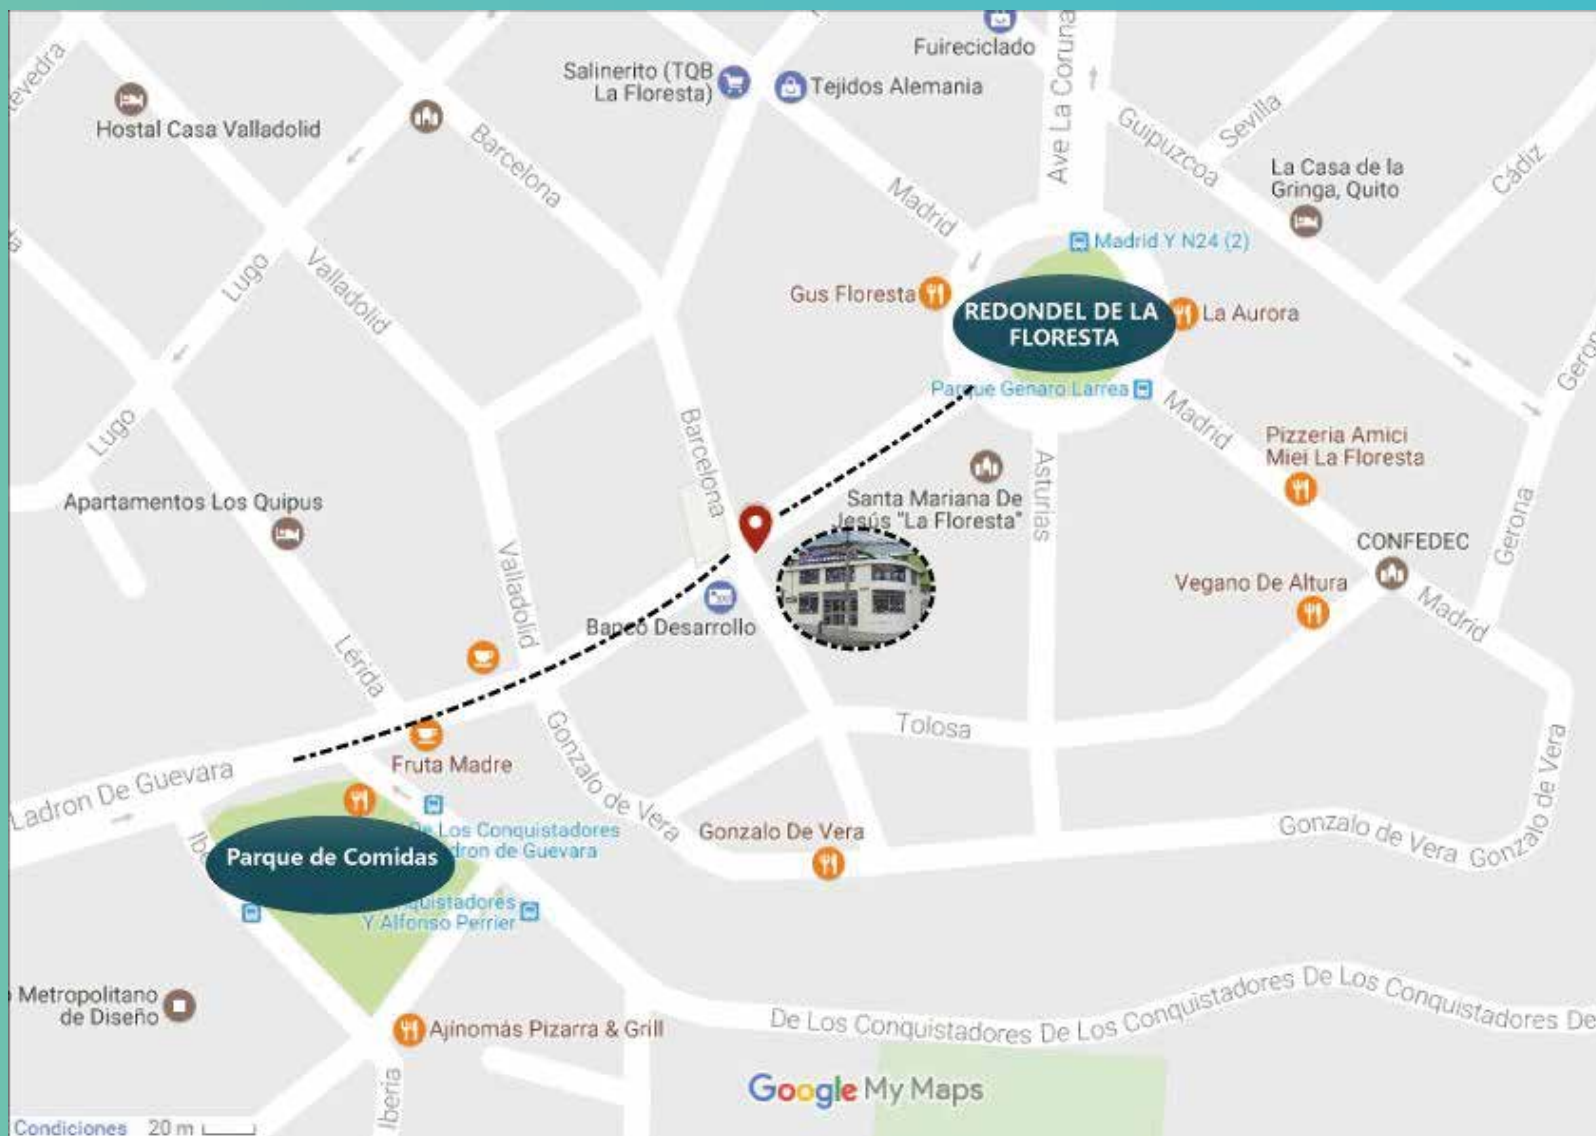 Fuireciclado
Ave La Coruna
Salinerito (TQB
La Floresta)
Tejidos Alemania
Hostal Casa Valladolid
Barcelona
Guipuzcoa
Sevilla
La Casa de la
Gringa, Quito
Cádiz
Madrid
Madrid Y N24 (2)
Lugo
Valladolid
Gus Floresta
REDONDEL DE LA
FLORESTA
La Aurora
Parque Genaro Larrea
Lugo
Barcelona
Madrid
Pizzeria Amici
Miei La Floresta
Asturias
Santa Mariana De
Jesús "La Floresta"
Apartamentos Los Quipus
Gerona
CONFEDEC
Valladolid
Vegano De Altura
Madrid
Banco Desarrollo
Lérida
Gonzalo de Vera
Tolosa
Fruta Madre
Ladron De Guevara
Gonzalo de Vera
Gonzalo De Vera
Gonzalo de Vera
Gonzalo
De Los Conquistadores
dron de Guevara
Parque de Comidas
quistadores
Y Alfonso Perrier
Metropolitano
de Diseño
Ajinomás Pizarra & Grill
De Los Conquistadores De Los Conquistadores De Los Conquistadores De
Iberia
Google My Maps
Condiciones 20 m